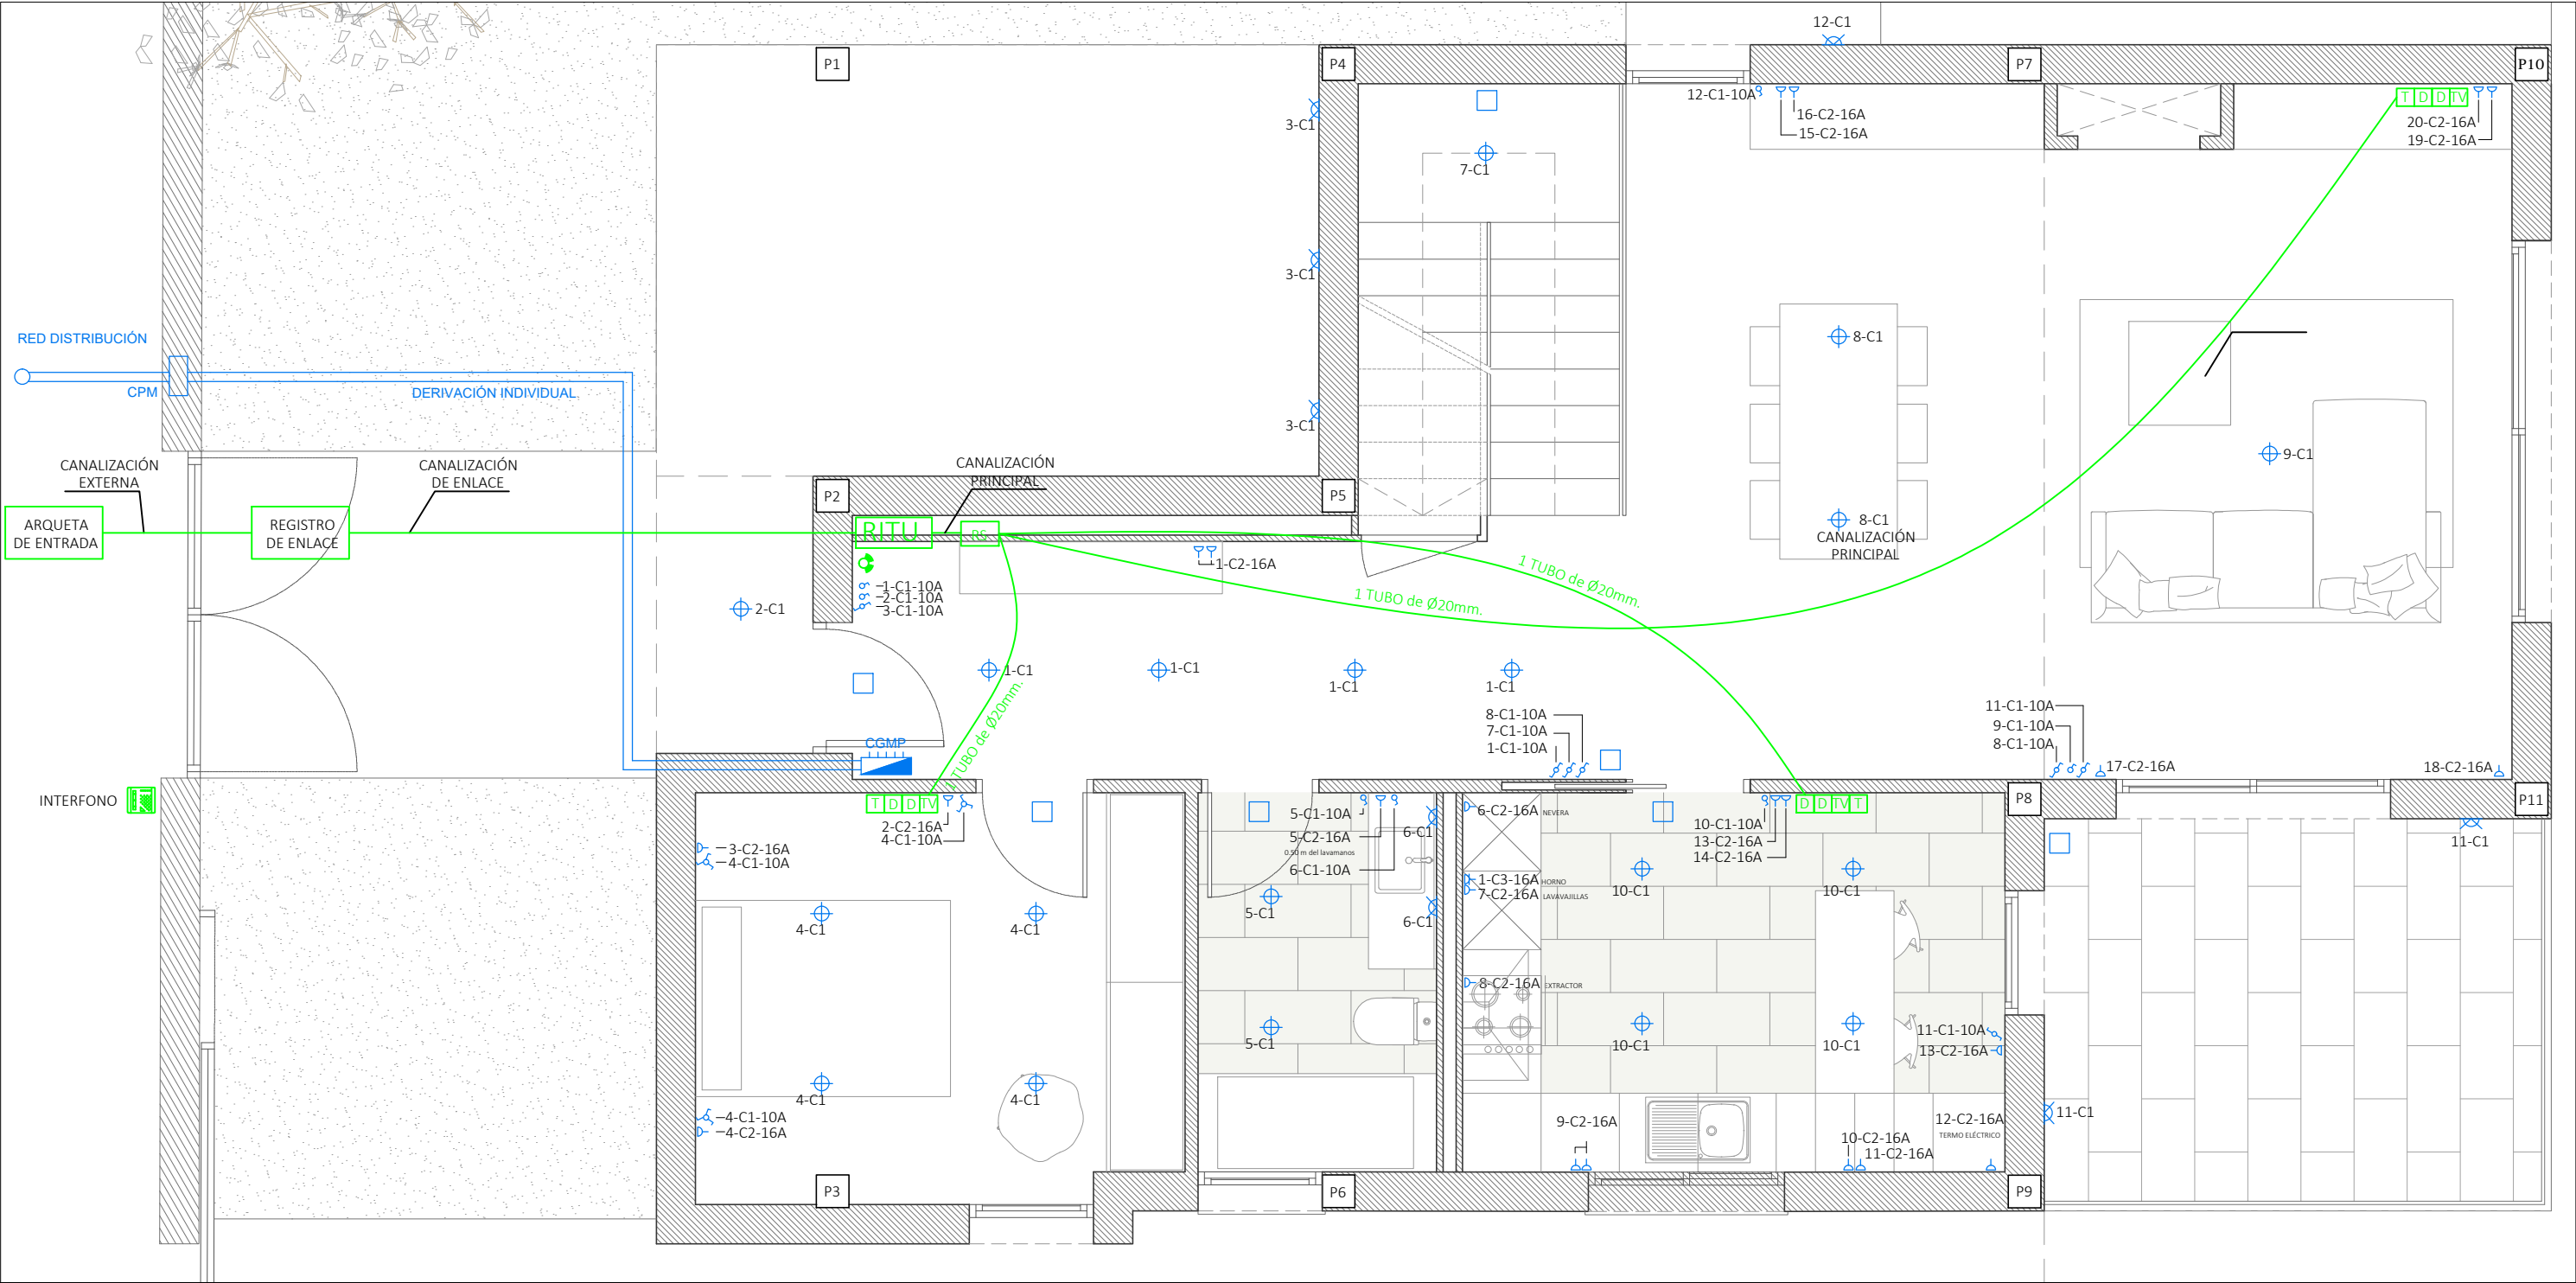 12-C1
P1
P4
P7
P10
12-C1-10A
T D D TV
3-C1
16-C2-16A
15-C2-16A
20-C2-16A
19-C2-16A
7-C1
3-C1
RED DISTRIBUCIÓN
CPM
DERIVACIÓN INDIVIDUAL
8-C1
3-C1
9-C1
CANALIZACIÓN
EXTERNA
CANALIZACIÓN
DE ENLACE
CANALIZACIÓN
PRINCIPAL
P2
P5
ARQUETA
DE ENTRADA
REGISTRO
DE ENLACE
RITU
RS
8-C1
CANALIZACIÓN
PRINCIPAL
1-C2-16A
1 TUBO de Ø20mm.
1 TUBO de Ø20mm.
1-C1-10A
2-C1-10A
3-C1-10A
2-C1
1-C1
1-C1
1-C1
1-C1
1 TUBO de Ø20mm.
8-C1-10A
7-C1-10A
1-C1-10A
11-C1-10A
9-C1-10A
8-C1-10A
CGMP
17-C2-16A
18-C2-16A
INTERFONO
T D D TV
D D TV T
P8
P11
2-C2-16A
4-C1-10A
5-C1-10A
5-C2-16A
0.50 m del lavamanos
6-C1-10A
6-C1
6-C2-16A
NEVERA
10-C1-10A
13-C2-16A
14-C2-16A
11-C1
3-C2-16A
4-C1-10A
1-C3-16A
HORNO
7-C2-16A
LAVAVAJILLAS
10-C1
10-C1
4-C1
4-C1
5-C1
6-C1
8-C2-16A
EXTRACTOR
5-C1
10-C1
10-C1
11-C1-10A
13-C2-16A
4-C1
4-C1
4-C1-10A
4-C2-16A
9-C2-16A
10-C2-16A
11-C2-16A
12-C2-16A
TERMO ELÉCTRICO
11-C1
P3
P6
P9